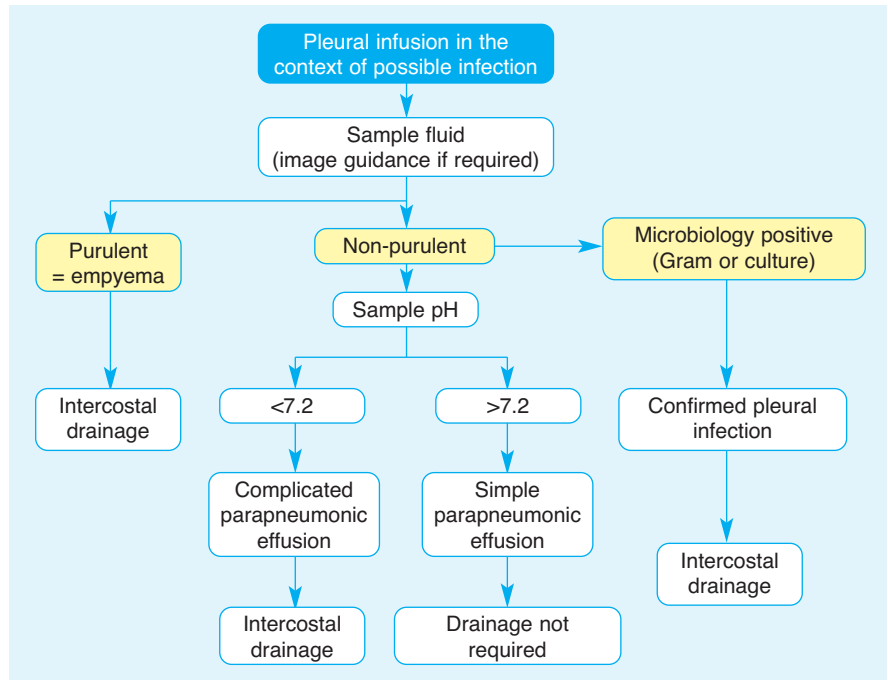 Pleural infusion in the
context of possible infection
Sample fluid
(image guidance if required)
Purulent
= empyema
Non-purulent
Microbiology positive
(Gram or culture)
Sample pH
Intercostal
drainage
<7.2
>7.2
Confirmed pleural
infection
Complicated
parapneumonic
effusion
Simple
parapneumonic
effusion
Intercostal
drainage
Intercostal
drainage
Drainage not
required